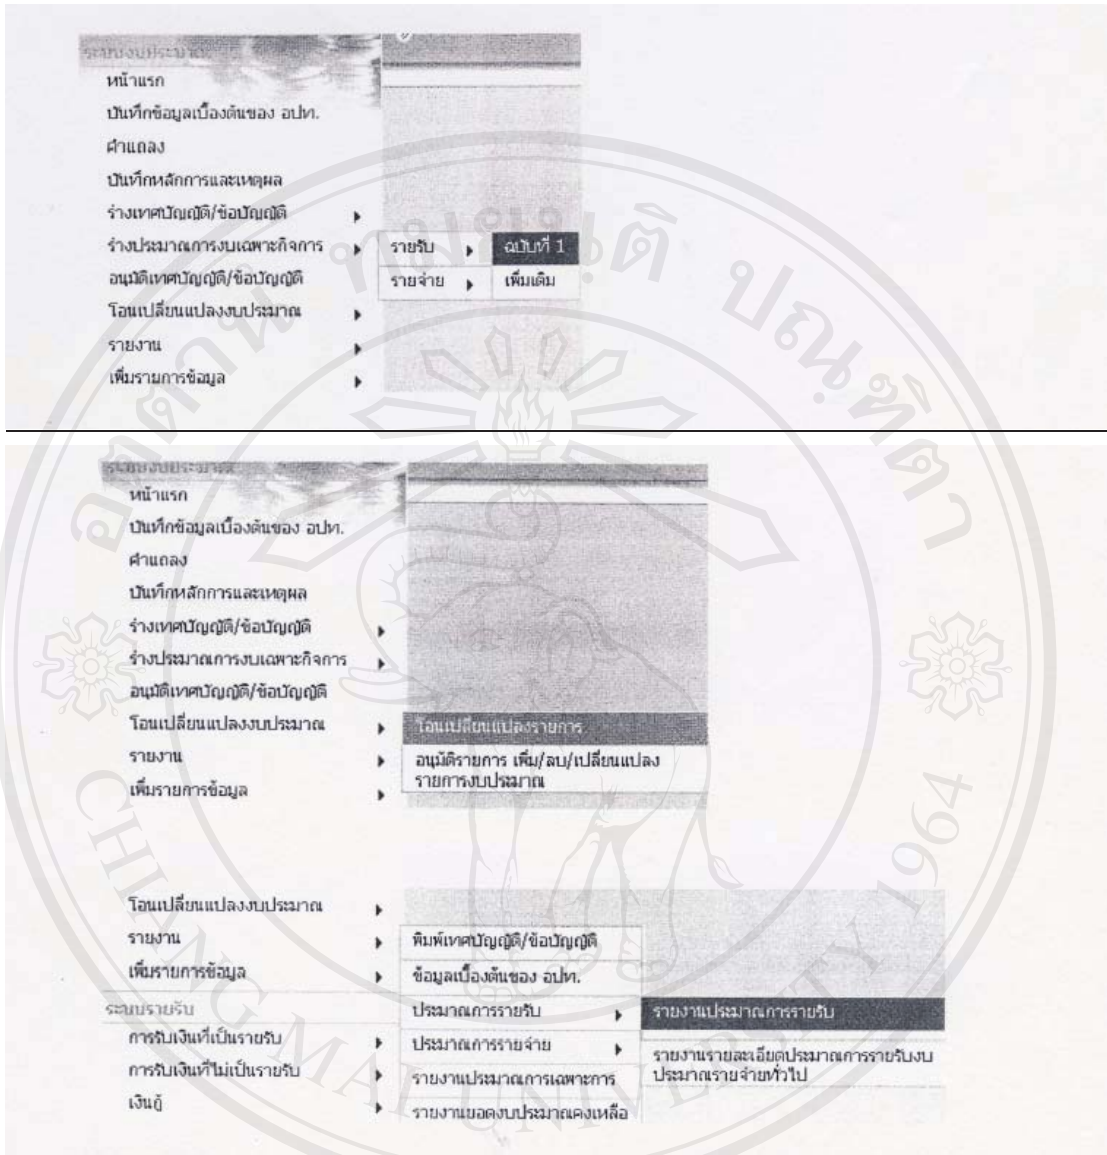 ระบบงบประมาณ
หน้าแรก
บันทึกข้อมูลเบื้องต้นของ อปท.
คำแถลง
บันทึกหลักการและเหตุผล
ร่างเทศบัญญัติ/ข้อบัญญัติ
ร่างประมาณการงบเฉพาะกิจการ
รายรับ
ฉบับที่ 1
อนุมัติเทศบัญญัติ/ข้อบัญญัติ
รายจ่าย
เพิ่มเติม
โอนเปลี่ยนแปลงงบประมาณ
รายงาน
เพิ่มรายการข้อมูล
ระบบงบประมาณ
หน้าแรก
บันทึกข้อมูลเบื้องต้นของ อปท.
คำแถลง
บันทึกหลักการและเหตุผล
ร่างเทศบัญญัติ/ข้อบัญญัติ
ร่างประมาณการงบเฉพาะกิจการ
อนุมัติเทศบัญญัติ/ข้อบัญญัติ
โอนเปลี่ยนแปลงงบประมาณ
โอนเปลี่ยนแปลงรายการ
รายงาน
อนุมัติรายการ เพิ่ม/ลบ/เปลี่ยนแปลง
รายการงบประมาณ
เพิ่มรายการข้อมูล
โอนเปลี่ยนแปลงงบประมาณ
รายงาน
พิมพ์เทศบัญญัติ/ข้อบัญญัติ
เพิ่มรายการข้อมูล
ข้อมูลเบื้องต้นของ อปท.
ระบบรายรับ
ประมาณการรายรับ
รายงานประมาณการรายรับ
การรับเงินที่เป็นรายรับ
ประมาณการรายจ่าย
รายงานรายละเอียดประมาณการรายรับงบ
ประมาณรายจ่ายทั่วไป
การรับเงินที่ไม่เป็นรายรับ
รายงานประมาณการเฉพาะการ
เงินกู้
รายงานยอดงบประมาณคงเหลือ
CHIANG MAI UNIVERSITY 1964